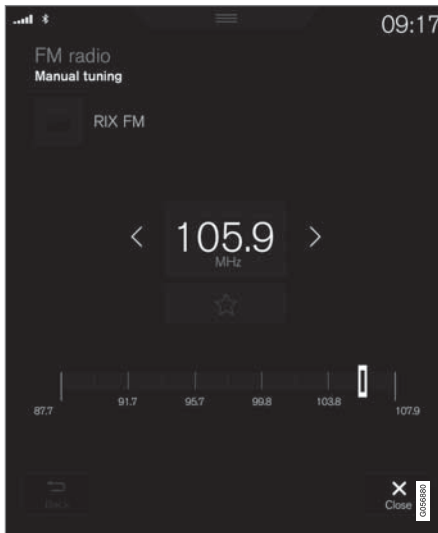 09:17
FM radio
Manual tuning
RIX FM
105.9
MHz
87.7
91.7
95.7
99.8
103.8
107.9
Back
Close
G056880